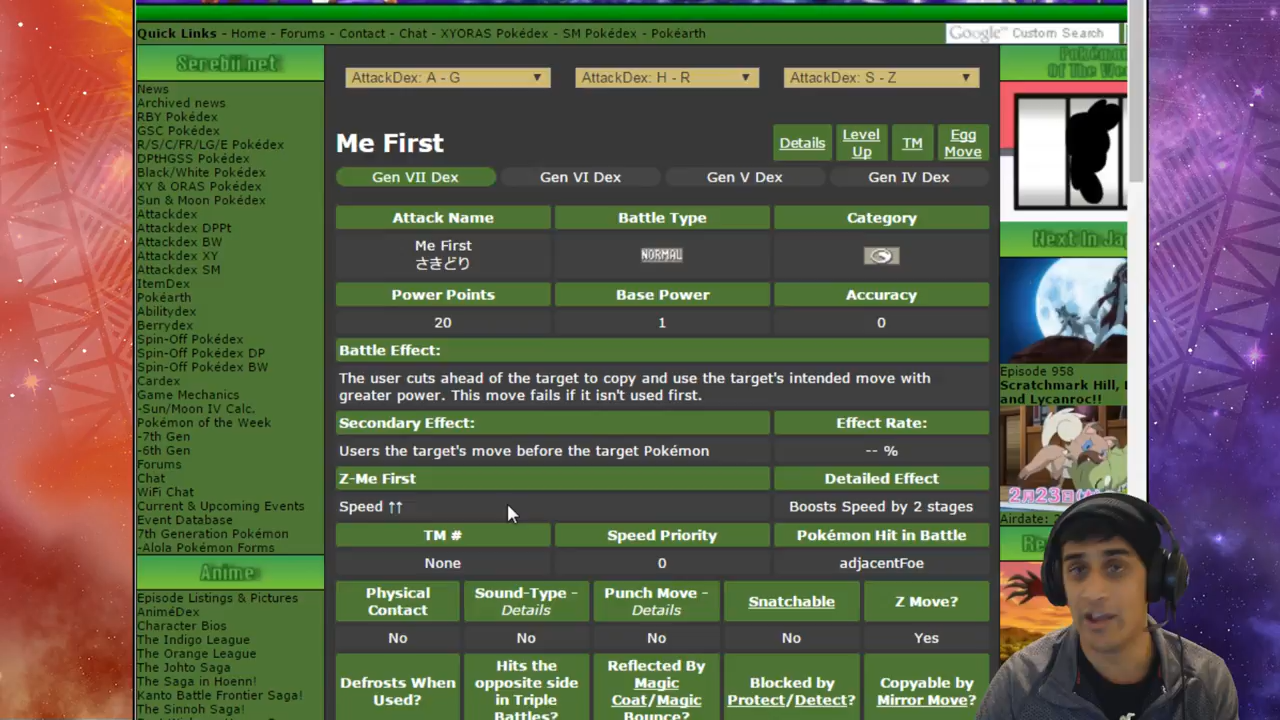 Quick Links - Home - Forums - Contact - Chat - XYORAS Pokédex - SM Pokédex - Pokéarth
Google™ Custom Search
Serebii.net
News
Archived news
RBY Pokédex
GSC Pokédex
R/S/C/FR/LG/E Pokédex
DPtHGSS Pokédex
Black/White Pokédex
XY & ORAS Pokédex
Sun & Moon Pokédex
Attackdex
Attackdex DPPt
Attackdex BW
Attackdex XY
Attackdex SM
ItemDex
Pokéarth
Abilitydex
Berrydex
Spin-Off Pokédex
Spin-Off Pokédex DP
Spin-Off Pokédex BW
Cardex
Game Mechanics
-Sun/Moon IV Calc.
Pokémon of the Week
-7th Gen
-6th Gen
Forums
Chat
WiFi Chat
Current & Upcoming Events
Event Database
7th Generation Pokémon
-Alola Pokémon Forms
Anime
Episode Listings & Pictures
AniméDex
Character Bios
The Indigo League
The Orange League
The Johto Saga
The Saga in Hoenn!
Kanto Battle Frontier Saga!
The Sinnoh Saga!
AttackDex: A - G
AttackDex: H - R
AttackDex: S - Z
Me First
Details
Level Up
TM
Egg Move
Gen VII Dex
Gen VI Dex
Gen V Dex
Gen IV Dex
Attack Name
Battle Type
Category
Me First
さきどり
NORMAL
Power Points
Base Power
Accuracy
20
1
0
Battle Effect:
The user cuts ahead of the target to copy and use the target's intended move with
greater power. This move fails if it isn't used first.
Secondary Effect:
Effect Rate:
Users the target's move before the target Pokémon
-- %
Z-Me First
Detailed Effect
Speed ↑↑
Boosts Speed by 2 stages
TM #
Speed Priority
Pokémon Hit in Battle
None
0
adjacentFoe
Physical
Contact
Sound-Type -
Details
Punch Move -
Details
Snatchable
Z Move?
No
No
No
No
Yes
Defrosts When
Used?
Hits the
opposite side
in Triple
Battles?
Reflected By
Magic
Coat/Magic
Bounce?
Blocked by
Protect/Detect?
Copyable by
Mirror Move?
Of The
Next In
Episode 958
Scratchmark Hill,
and Lycanroc!!
2月23日
Airdate: